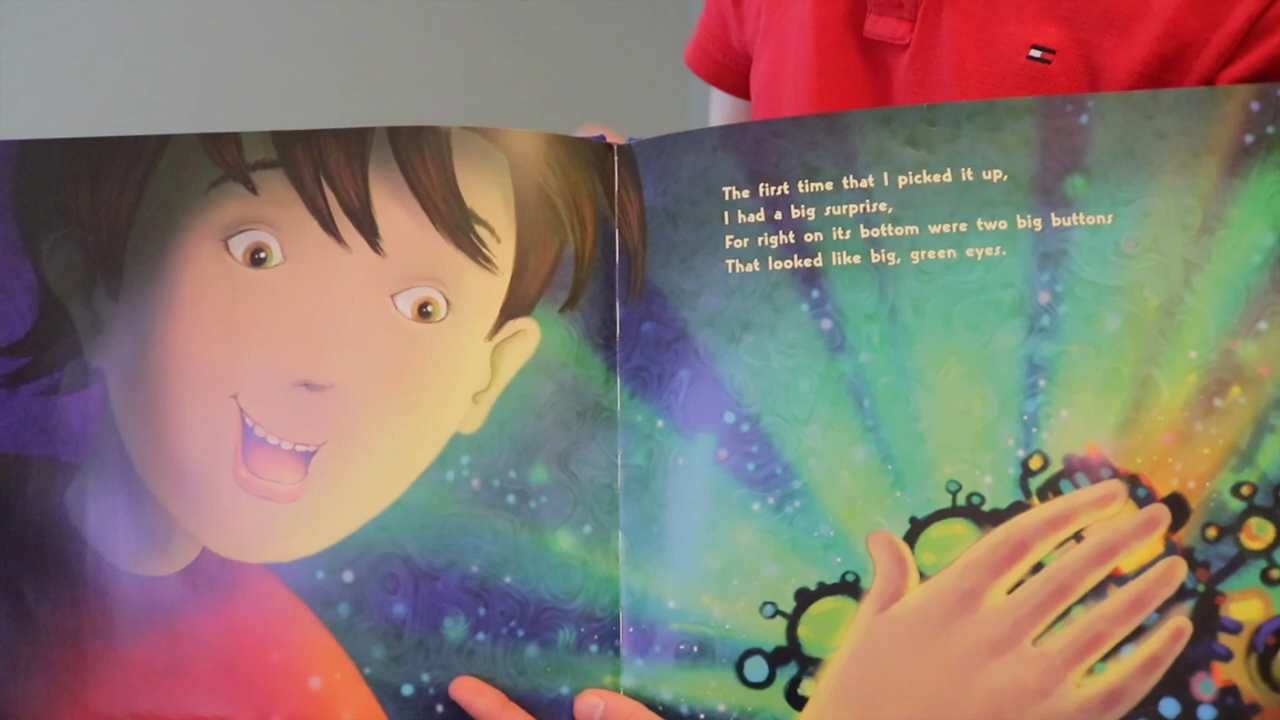 The first time that I picked it up,
I had a big surprise,
For right on its bottom were two big buttons
That looked like big, green eyes.